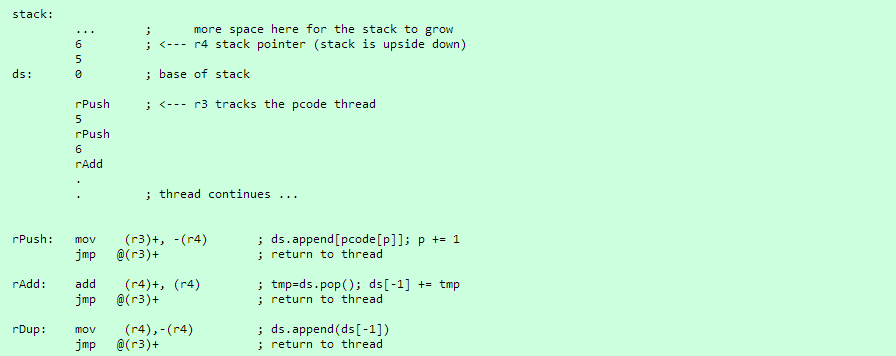 stack:
... ; more space here for the stack to grow
6 ; <--- r4 stack pointer (stack is upside down)
5
ds: 0 ; base of stack
rPush ; <--- r3 tracks the pcode thread
5
rPush
6
rAdd
.
. ; thread continues ...
rPush: mov (r3)+, -(r4) ; ds.append[pcode[p]]; p += 1
jmp @(r3)+ ; return to thread
rAdd: add (r4)+, (r4) ; tmp=ds.pop(); ds[-1] += tmp
jmp @(r3)+ ; return to thread
rDup: mov (r4),-(r4) ; ds.append(ds[-1])
jmp @(r3)+ ; return to thread